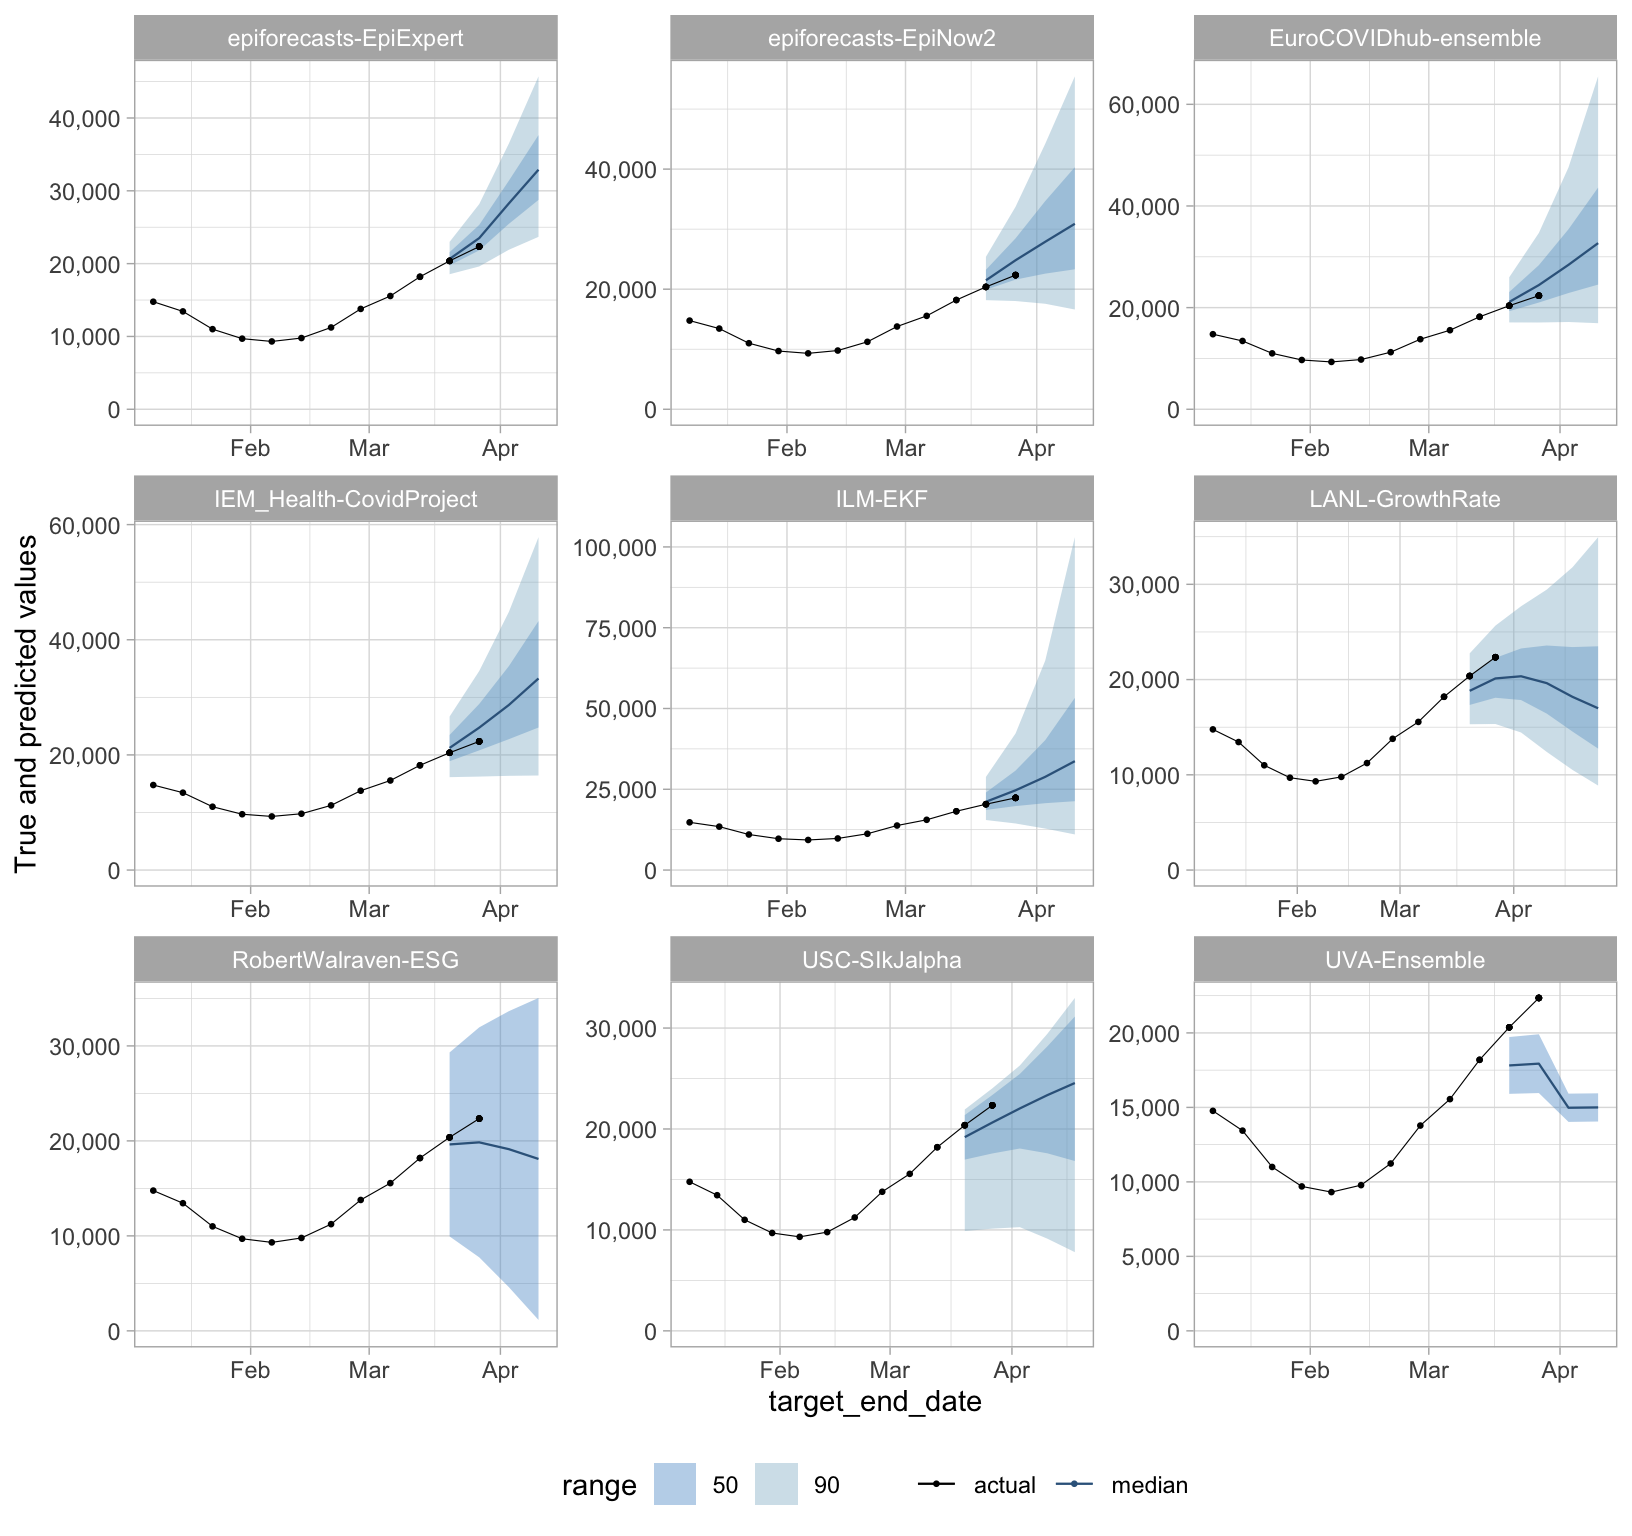 epiforecasts-EpiExpert
epiforecasts-EpiNow2
EuroCOVIDhub-ensemble
40,000
30,000
20,000
10,000
0
Feb Mar Apr
40,000
20,000
0
Feb Mar Apr
60,000
40,000
20,000
0
Feb Mar Apr
True and predicted values
IEM_Health-CovidProject
ILM-EKF
LANL-GrowthRate
60,000
40,000
20,000
0
Feb Mar Apr
100,000
75,000
50,000
25,000
0
Feb Mar Apr
30,000
20,000
10,000
0
Feb Mar Apr
RobertWalraven-ESG
USC-SIkJalpha
UVA-Ensemble
30,000
20,000
10,000
0
Feb Mar Apr
30,000
20,000
10,000
0
Feb Mar Apr
20,000
15,000
10,000
5,000
0
Feb Mar Apr
target_end_date
range 50 90 actual median